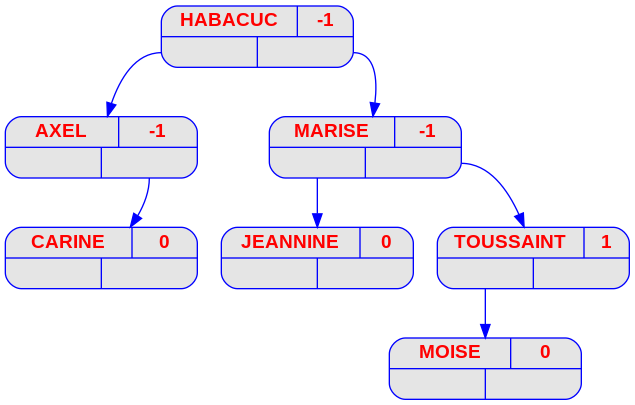 HABACUC -1
AXEL -1
MARISE -1
CARINE 0
JEANNINE 0
TOUSSAINT 1
MOISE 0